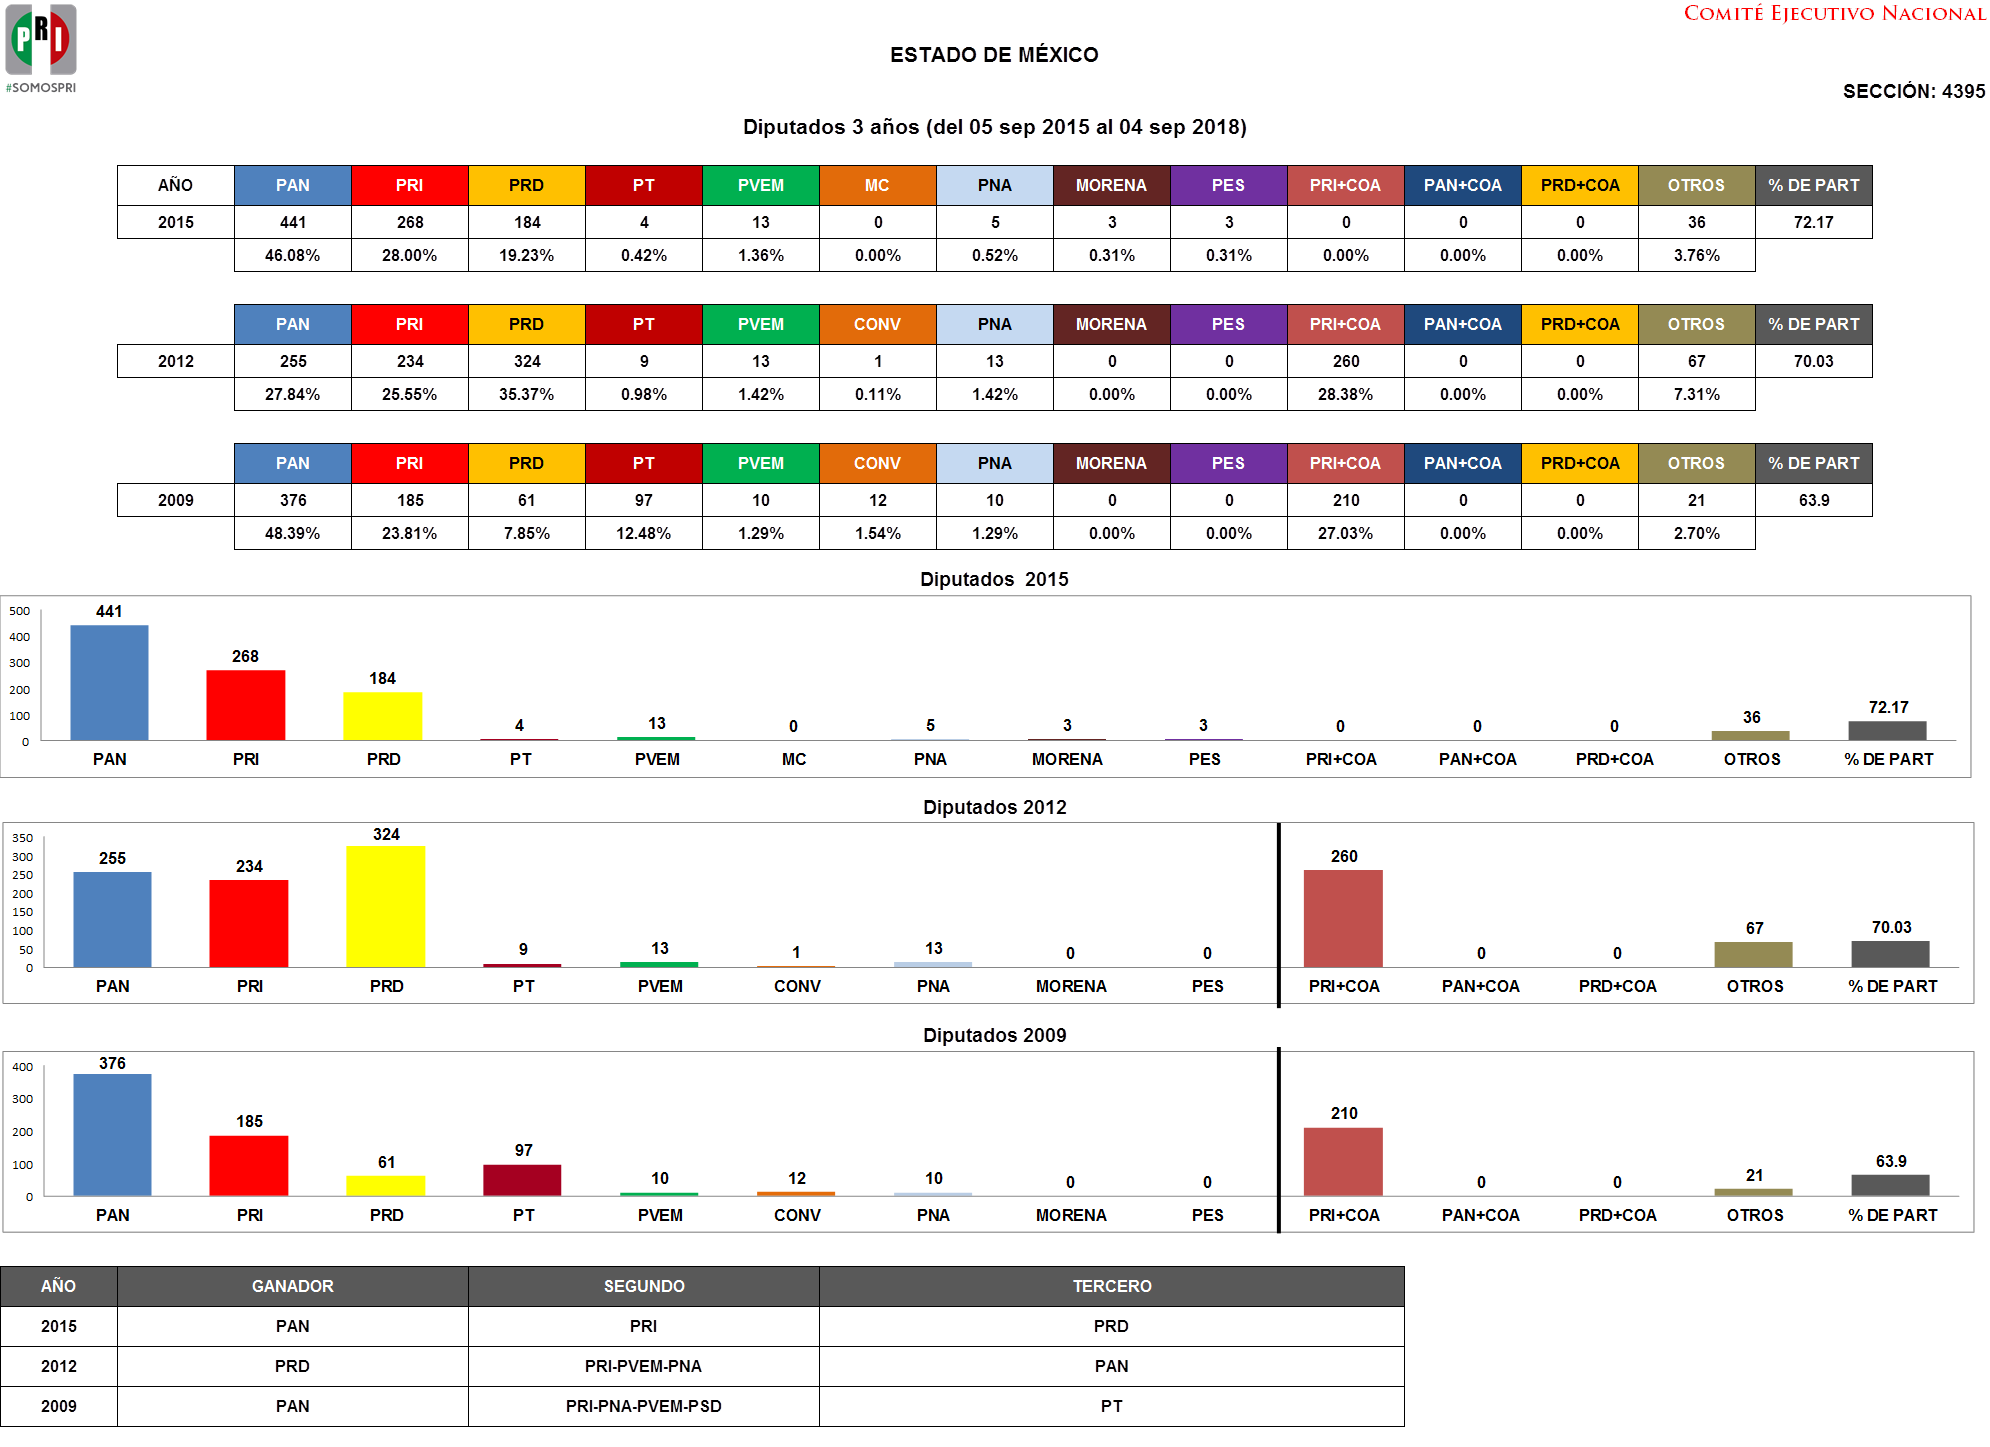 PRI
#SOMOSPRI
COMITÉ EJECUTIVO NACIONAL
ESTADO DE MÉXICO
SECCIÓN: 4395
Diputados 3 años (del 05 sep 2015 al 04 sep 2018)
AÑO PAN PRI PRD PT PVEM MC PNA MORENA PES PRI+COA PAN+COA PRD+COA OTROS % DE PART
2015 441 268 184 4 13 0 5 3 3 0 0 0 36 72.17
46.08% 28.00% 19.23% 0.42% 1.36% 0.00% 0.52% 0.31% 0.31% 0.00% 0.00% 0.00% 3.76%
PAN PRI PRD PT PVEM CONV PNA MORENA PES PRI+COA PAN+COA PRD+COA OTROS % DE PART
2012 255 234 324 9 13 1 13 0 0 260 0 0 67 70.03
27.84% 25.55% 35.37% 0.98% 1.42% 0.11% 1.42% 0.00% 0.00% 28.38% 0.00% 0.00% 7.31%
PAN PRI PRD PT PVEM CONV PNA MORENA PES PRI+COA PAN+COA PRD+COA OTROS % DE PART
2009 376 185 61 97 10 12 10 0 0 210 0 0 21 63.9
48.39% 23.81% 7.85% 12.48% 1.29% 1.54% 1.29% 0.00% 0.00% 27.03% 0.00% 0.00% 2.70%
Diputados 2015
500
400
300
200
100
0
441 268 184 4 13 0 5 3 3 0 0 0 36 72.17
PAN PRI PRD PT PVEM MC PNA MORENA PES PRI+COA PAN+COA PRD+COA OTROS % DE PART
Diputados 2012
350
300
250
200
150
100
50
0
255 234 324 9 13 1 13 0 0 260 0 0 67 70.03
PAN PRI PRD PT PVEM CONV PNA MORENA PES PRI+COA PAN+COA PRD+COA OTROS % DE PART
Diputados 2009
400
300
200
100
0
376 185 61 97 10 12 10 0 0 210 0 0 21 63.9
PAN PRI PRD PT PVEM CONV PNA MORENA PES PRI+COA PAN+COA PRD+COA OTROS % DE PART
AÑO GANADOR SEGUNDO TERCERO
2015 PAN PRI PRD
2012 PRD PRI-PVEM-PNA PAN
2009 PAN PRI-PNA-PVEM-PSD PT